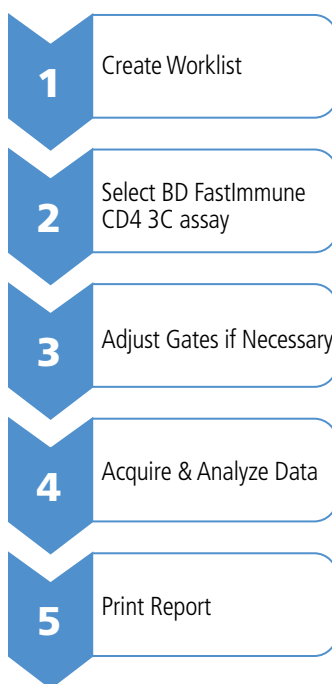 1
Create Worklist
2
Select BD FastImmune
CD4 3C assay
3
Adjust Gates if Necessary
4
Acquire & Analyze Data
5
Print Report